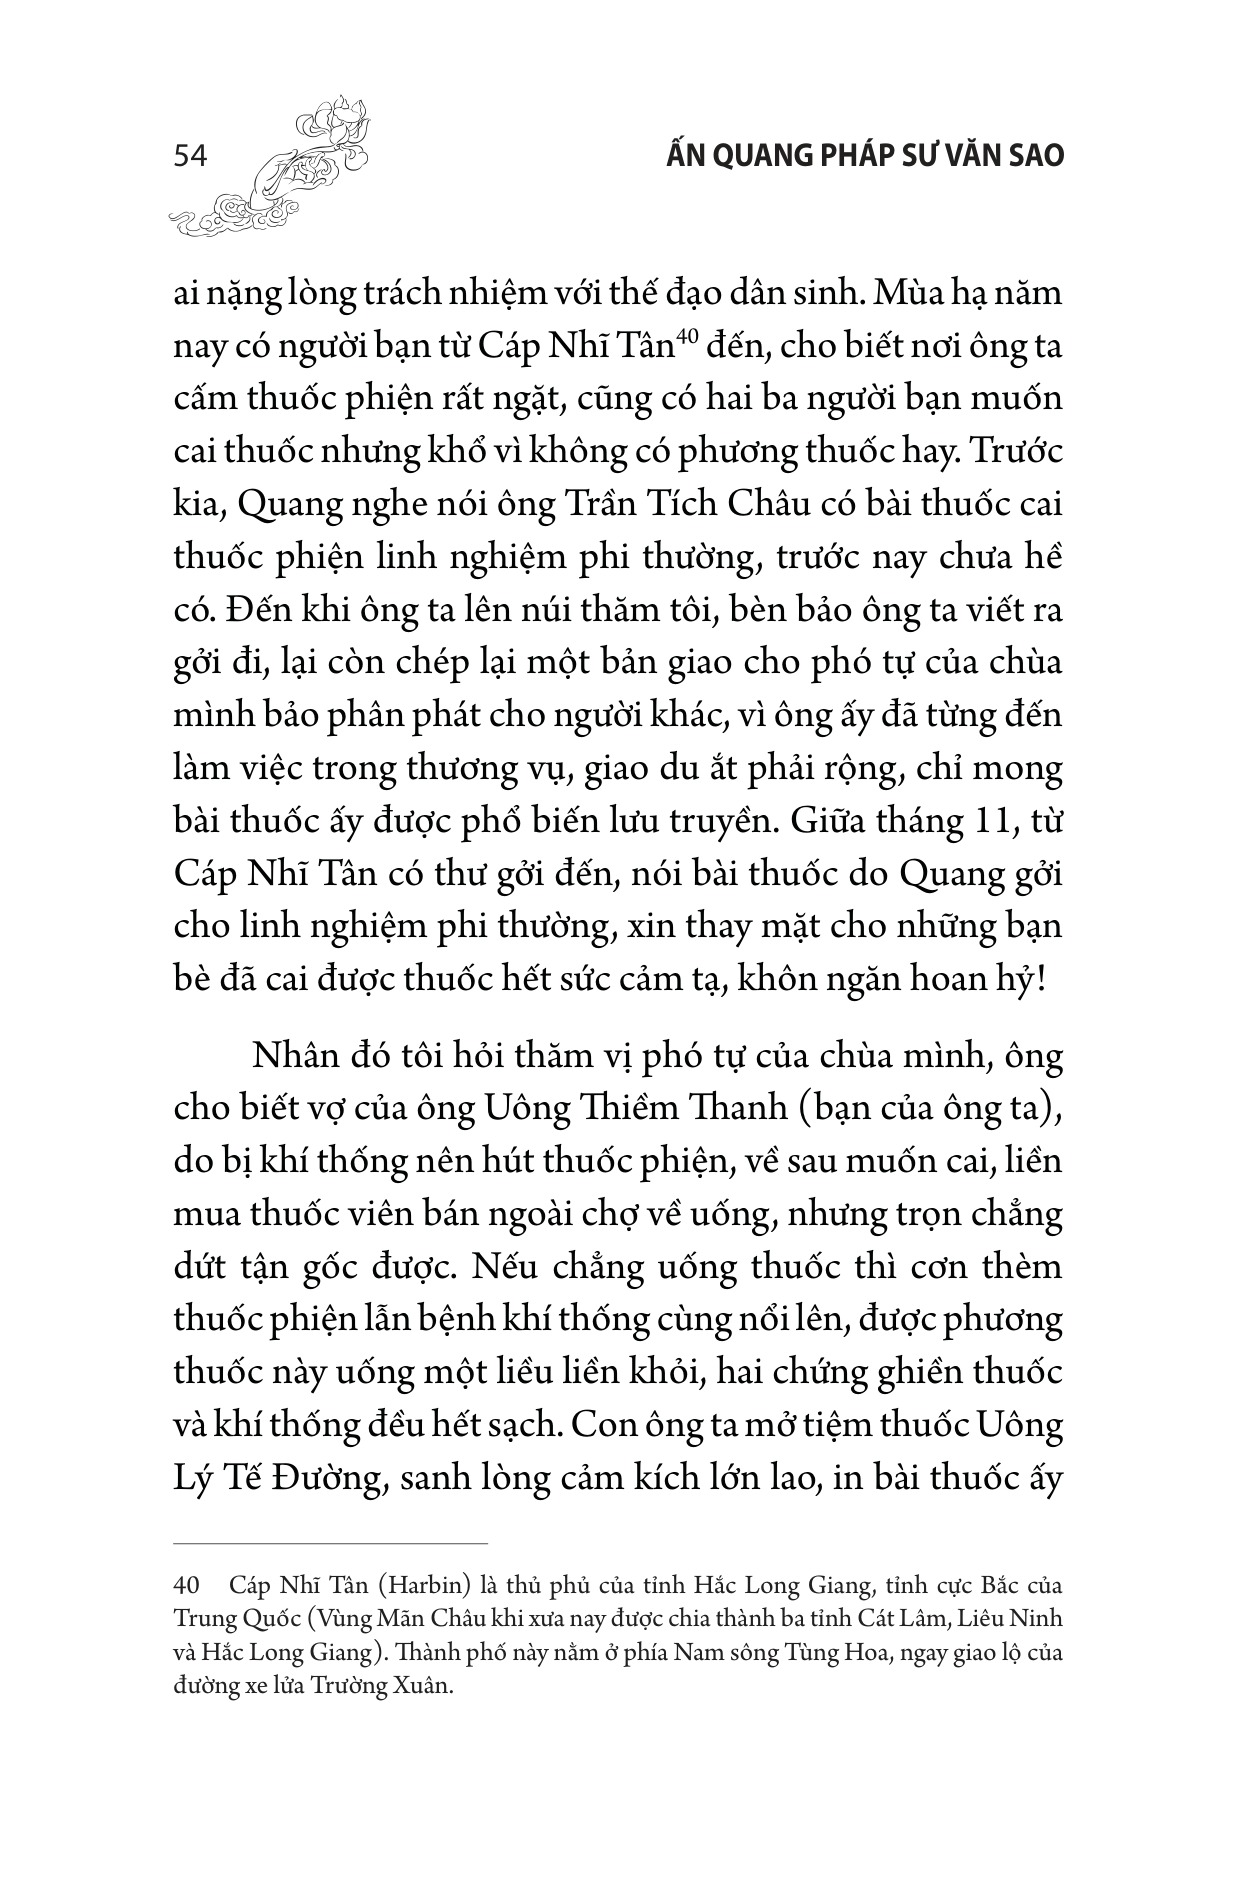 54
ẤN QUANG PHÁP SƯ VĂN SAO
ai nặng lòng trách nhiệm với thế đạo dân sinh. Mùa hạ năm
nay có người bạn từ Cáp Nhĩ Tân40 đến, cho biết nơi ông ta
cấm thuốc phiện rất ngặt, cũng có hai ba người bạn muốn
cai thuốc nhưng khổ vì không có phương thuốc hay. Trước
kia, Quang nghe nói ông Trần Tích Châu có bài thuốc cai
thuốc phiện linh nghiệm phi thường, trước nay chưa hề
có. Đến khi ông ta lên núi thăm tôi, bèn bảo ông ta viết ra
gởi đi, lại còn chép lại một bản giao cho phó tự của chùa
mình bảo phân phát cho người khác, vì ông ấy đã từng đến
làm việc trong thương vụ, giao du ắt phải rộng, chỉ mong
bài thuốc ấy được phổ biến lưu truyền. Giữa tháng 11, từ
Cáp Nhĩ Tân có thư gởi đến, nói bài thuốc do Quang gởi
cho linh nghiệm phi thường, xin thay mặt cho những bạn
bè đã cai được thuốc hết sức cảm tạ, khôn ngăn hoan hỷ!
Nhân đó tôi hỏi thăm vị phó tự của chùa mình, ông
cho biết vợ của ông Uông Thiềm Thanh (bạn của ông ta),
do bị khí thống nên hút thuốc phiện, về sau muốn cai, liền
mua thuốc viên bán ngoài chợ về uống, nhưng trọn chẳng
dứt tận gốc được. Nếu chẳng uống thuốc thì cơn thèm
thuốc phiện lẫn bệnh khí thống cùng nổi lên, được phương
thuốc này uống một liều liền khỏi, hai chứng ghiền thuốc
và khí thống đều hết sạch. Con ông ta mở tiệm thuốc Uông
Lý Tế Đường, sanh lòng cảm kích lớn lao, in bài thuốc ấy
40 Cáp Nhĩ Tân (Harbin) là thủ phủ của tỉnh Hắc Long Giang, tỉnh cực Bắc của
Trung Quốc (Vùng Mãn Châu khi xưa nay được chia thành ba tỉnh Cát Lâm, Liêu Ninh
và Hắc Long Giang). Thành phố này nằm ở phía Nam sông Tùng Hoa, ngay giao lộ của
đường xe lửa Trường Xuân.